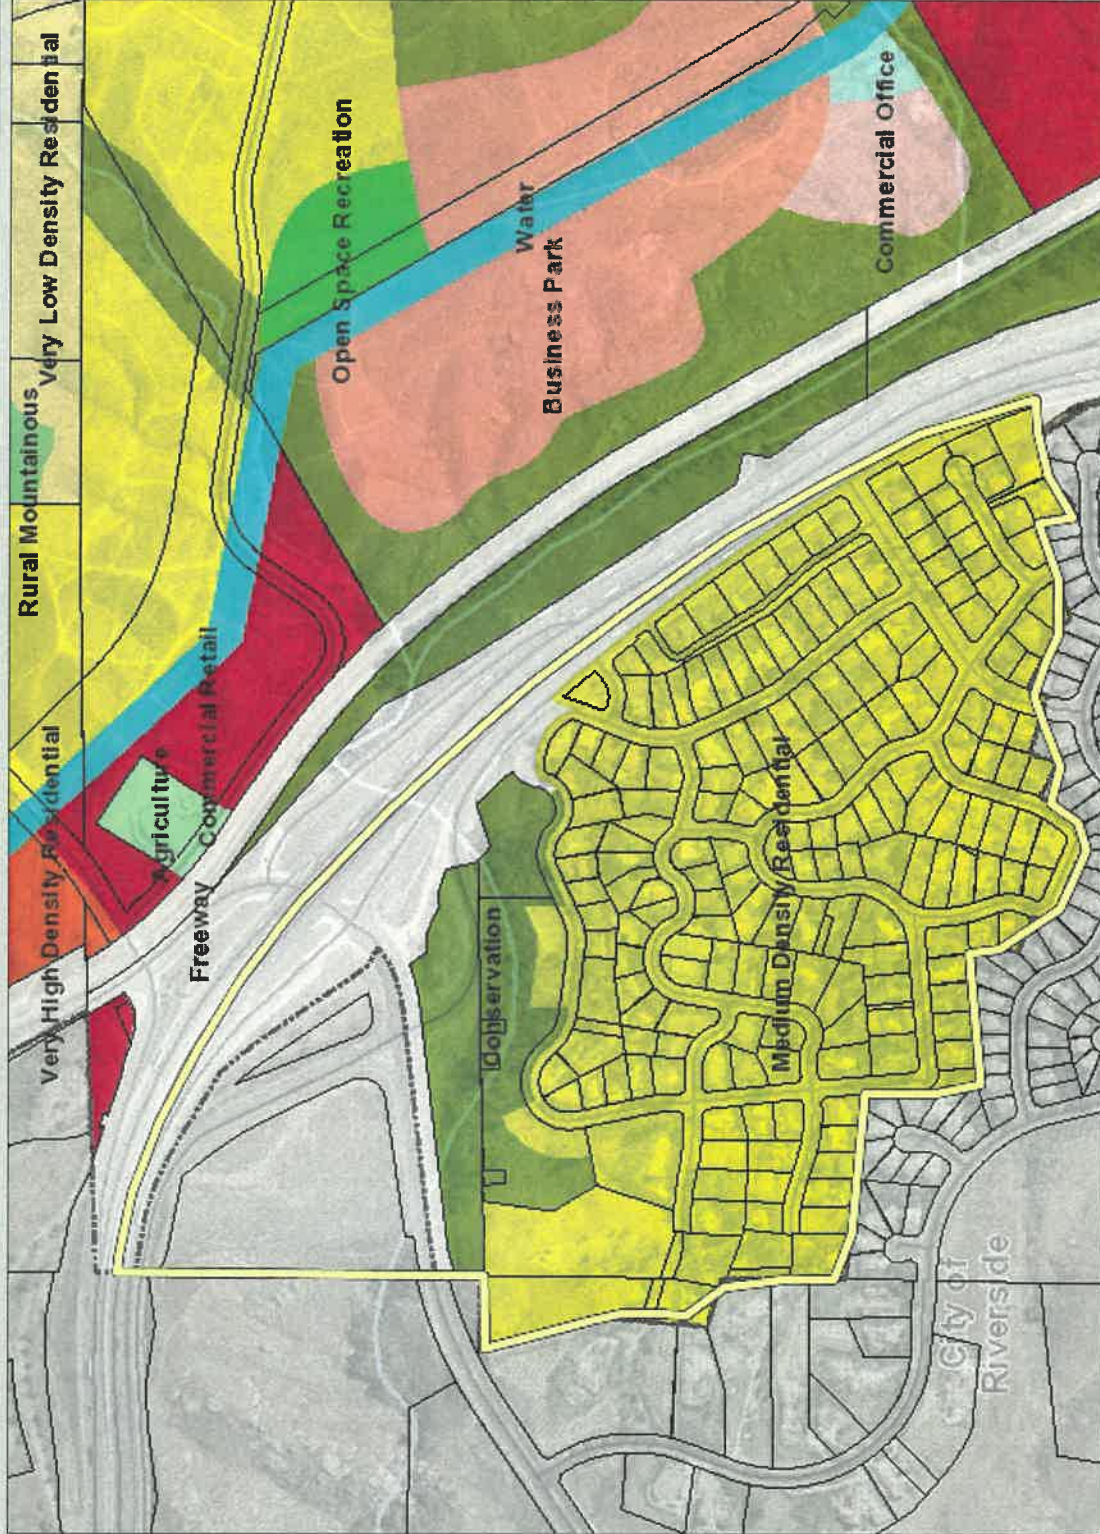 Rural Mountainous
Very Low Density Residential
Very High Density Residential
Agriculture
Commercial Retail
Freeway
Open Space Recreation
Water
Business Park
Commercial Office
Conservation
Medium Density Residential
City of
Riverside